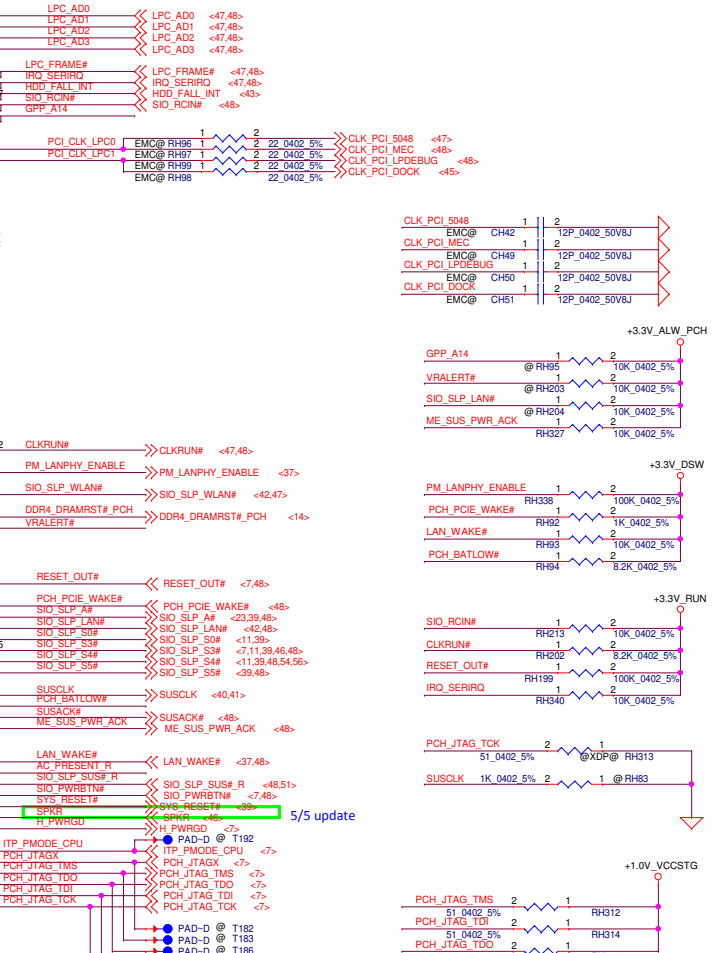 LPC_AD0 LPC_AD0 <47,48>
LPC_AD1 LPC_AD1 <47,48>
LPC_AD2 LPC_AD2 <47,48>
LPC_AD3 LPC_AD3 <47,48>
LPC_FRAME# LPC_FRAME# <47,48>
IRQ_SERIRQ IRQ_SERIRQ <47,48>
HDD_FALL_INT HDD_FALL_INT <43>
SIO_RCIN# SIO_RCIN# <48>
GPP_A14
PCI_CLK_LPC0 EMC@ RH96 1 2 22_0402_5% CLK_PCI_5048 <47>
PCI_CLK_LPC1 EMC@ RH97 1 2 22_0402_5% CLK_PCI_MEC <48>
EMC@ RH99 1 2 22_0402_5% CLK_PCI_LPDEBUG <48>
EMC@ RH98 1 2 22_0402_5% CLK_PCI_DOCK <45>
CLK_PCI_5048 1 2
EMC@ CH42 12P_0402_50V8J
CLK_PCI_MEC 1 2
EMC@ CH49 12P_0402_50V8J
CLK_PCI_LPDEBUG 1 2
EMC@ CH50 12P_0402_50V8J
CLK_PCI_DOCK 1 2
EMC@ CH51 12P_0402_50V8J
+3.3V_ALW_PCH
GPP_A14 1 2
@ RH95 10K_0402_5%
VRALERT# 1 2
@ RH203 10K_0402_5%
SIO_SLP_LAN# 1 2
@ RH204 10K_0402_5%
ME_SUS_PWR_ACK 1 2
RH327 10K_0402_5%
2 CLKRUN# CLKRUN# <47,48>
PM_LANPHY_ENABLE PM_LANPHY_ENABLE <37>
SIO_SLP_WLAN# SIO_SLP_WLAN# <42,47>
DDR4_DRAMRST#_PCH DDR4_DRAMRST#_PCH <14>
VRALERT#
+3.3V_DSW
PM_LANPHY_ENABLE 1 2
RH338 100K_0402_5%
PCH_PCIE_WAKE# 1 2
RH92 1K_0402_5%
LAN_WAKE# 1 2
RH93 10K_0402_5%
PCH_BATLOW# 1 2
RH94 8.2K_0402_5%
RESET_OUT# RESET_OUT# <7,48>
PCH_PCIE_WAKE# PCH_PCIE_WAKE# <48>
SIO_SLP_A# SIO_SLP_A# <23,39,48>
SIO_SLP_LAN# SIO_SLP_LAN# <42,48>
SIO_SLP_S0# SIO_SLP_S0# <11,39>
5 SIO_SLP_S3# SIO_SLP_S3# <7,11,39,46,48>
SIO_SLP_S4# SIO_SLP_S4# <11,39,48,54,56>
SIO_SLP_S5# SIO_SLP_S5# <39,48>
SUSCLK SUSCLK <40,41>
PCH_BATLOW#
SUSACK# SUSACK# <48>
ME_SUS_PWR_ACK ME_SUS_PWR_ACK <48>
+3.3V_RUN
SIO_RCIN# 1 2
RH213 10K_0402_5%
CLKRUN# 1 2
RH202 8.2K_0402_5%
RESET_OUT# 1 2
RH199 100K_0402_5%
IRQ_SERIRQ 1 2
RH340 10K_0402_5%
PCH_JTAG_TCK 2 1
51_0402_5% @XDP@ RH313
SUSCLK 1K_0402_5% 2 1 @ RH83
LAN_WAKE# LAN_WAKE# <37,48>
AC_PRESENT_R
SIO_SLP_SUS#_R SIO_SLP_SUS#_R <48,51>
SIO_PWRBTN# SIO_PWRBTN# <7,48>
SYS_RESET# SYS_RESET# <39>
SPKR SPKR <46> 5/5 update
H_PWRGD H_PWRGD <7>
PAD~D @ T192
ITP_PMODE_CPU ITP_PMODE_CPU <7>
PCH_JTAGX PCH_JTAGX <7>
PCH_JTAG_TMS PCH_JTAG_TMS <7>
PCH_JTAG_TDO PCH_JTAG_TDO <7>
PCH_JTAG_TDI PCH_JTAG_TDI <7>
PCH_JTAG_TCK PCH_JTAG_TCK <7>
PAD~D @ T182
PAD~D @ T183
PAD~D @ T186
+1.0V_VCCSTG
PCH_JTAG_TMS 2 1
51_0402_5% RH312
PCH_JTAG_TDI 2 1
51_0402_5% RH314
PCH_JTAG_TDO 2 1